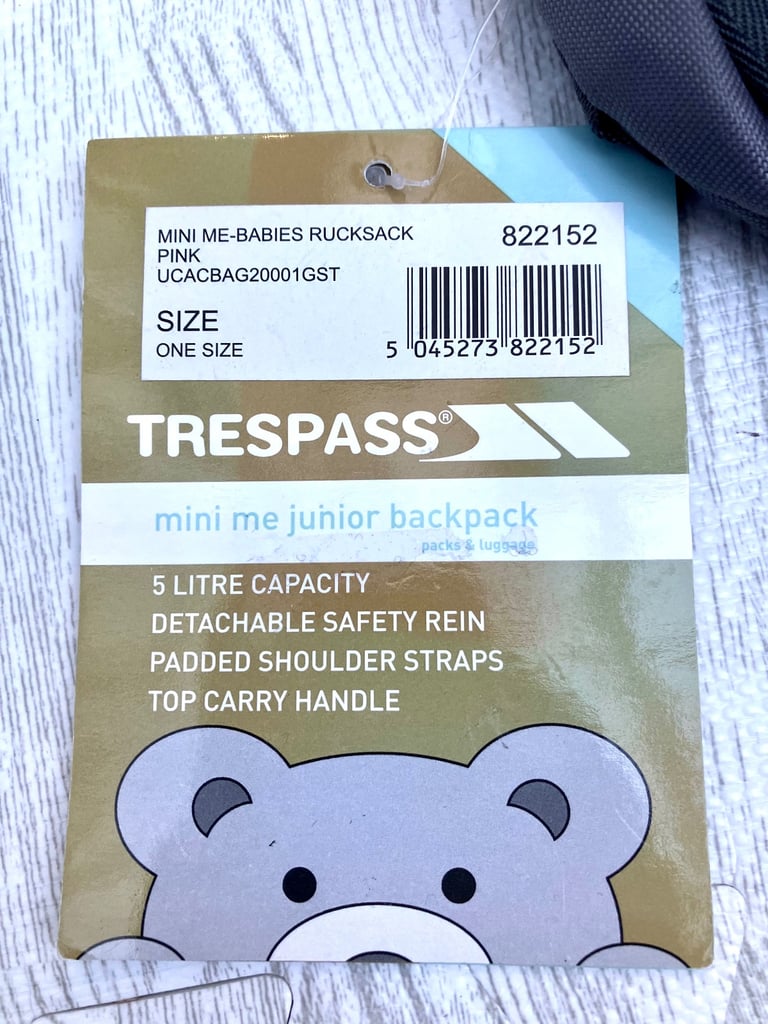 MINI ME-BABIES RUCKSACK
PINK
UCACBAG20001GST
822152
SIZE
ONE SIZE
5 045273 822152
TRESPASS®
mini me junior backpack
packs & luggage
5 LITRE CAPACITY
DETACHABLE SAFETY REIN
PADDED SHOULDER STRAPS
TOP CARRY HANDLE